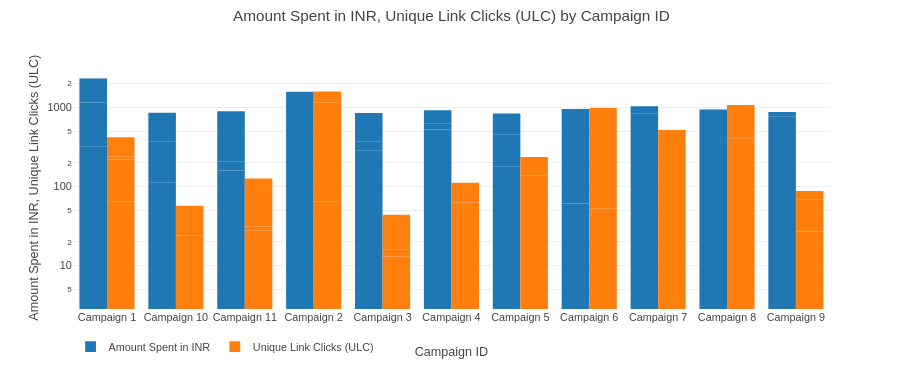 Amount Spent in INR, Unique Link Clicks (ULC) by Campaign ID
Amount Spent in INR, Unique Link Clicks (ULC)
2
1000
5
2
100
5
2
10
5
Campaign 1 Campaign 10 Campaign 11 Campaign 2 Campaign 3 Campaign 4 Campaign 5 Campaign 6 Campaign 7 Campaign 8 Campaign 9
Campaign ID
Amount Spent in INR Unique Link Clicks (ULC)